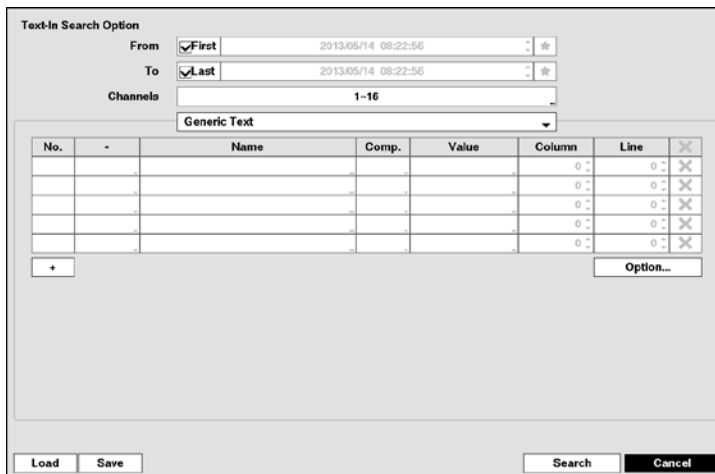 Text-In Search Option
From First 2013/05/14 08:22:56
To Last 2013/05/14 08:22:56
Channels 1-16
Generic Text
No. - Name Comp. Value Column Line
0 0
0 0
0 0
0 0
0 0
+ Option...
Load Save Search Cancel